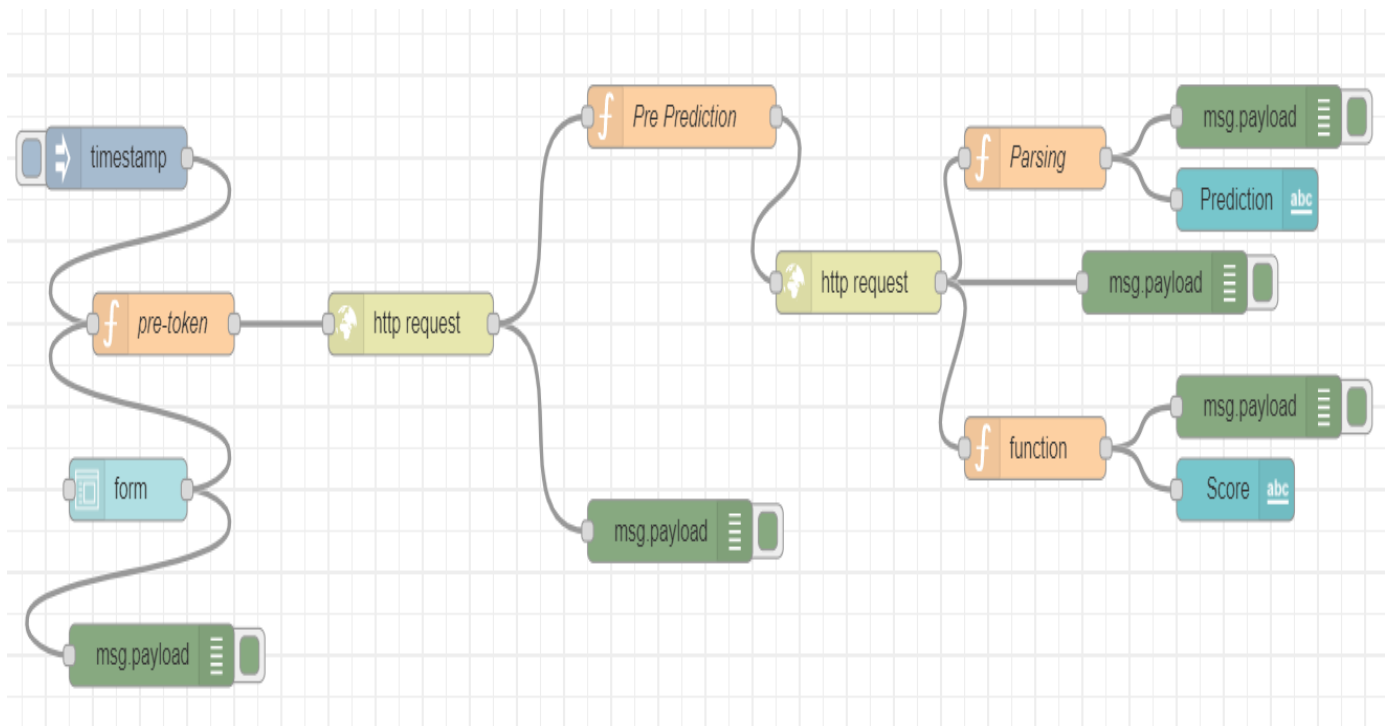 timestamp
pre-token
form
msg.payload
http request
Pre Prediction
msg.payload
http request
Parsing
msg.payload
Prediction abc
msg.payload
function
msg.payload
Score abc